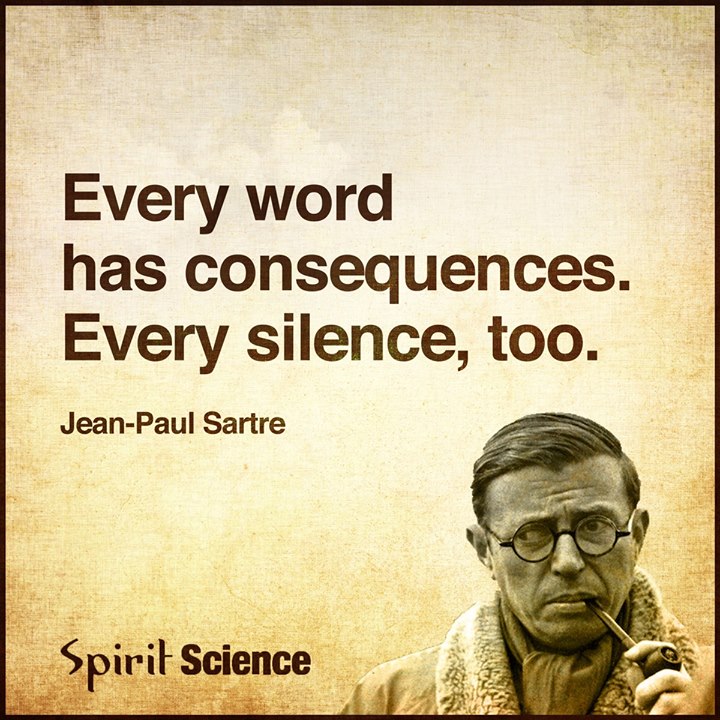 Every word
has consequences.
Every silence, too.
Jean-Paul Sartre
Spirit Science